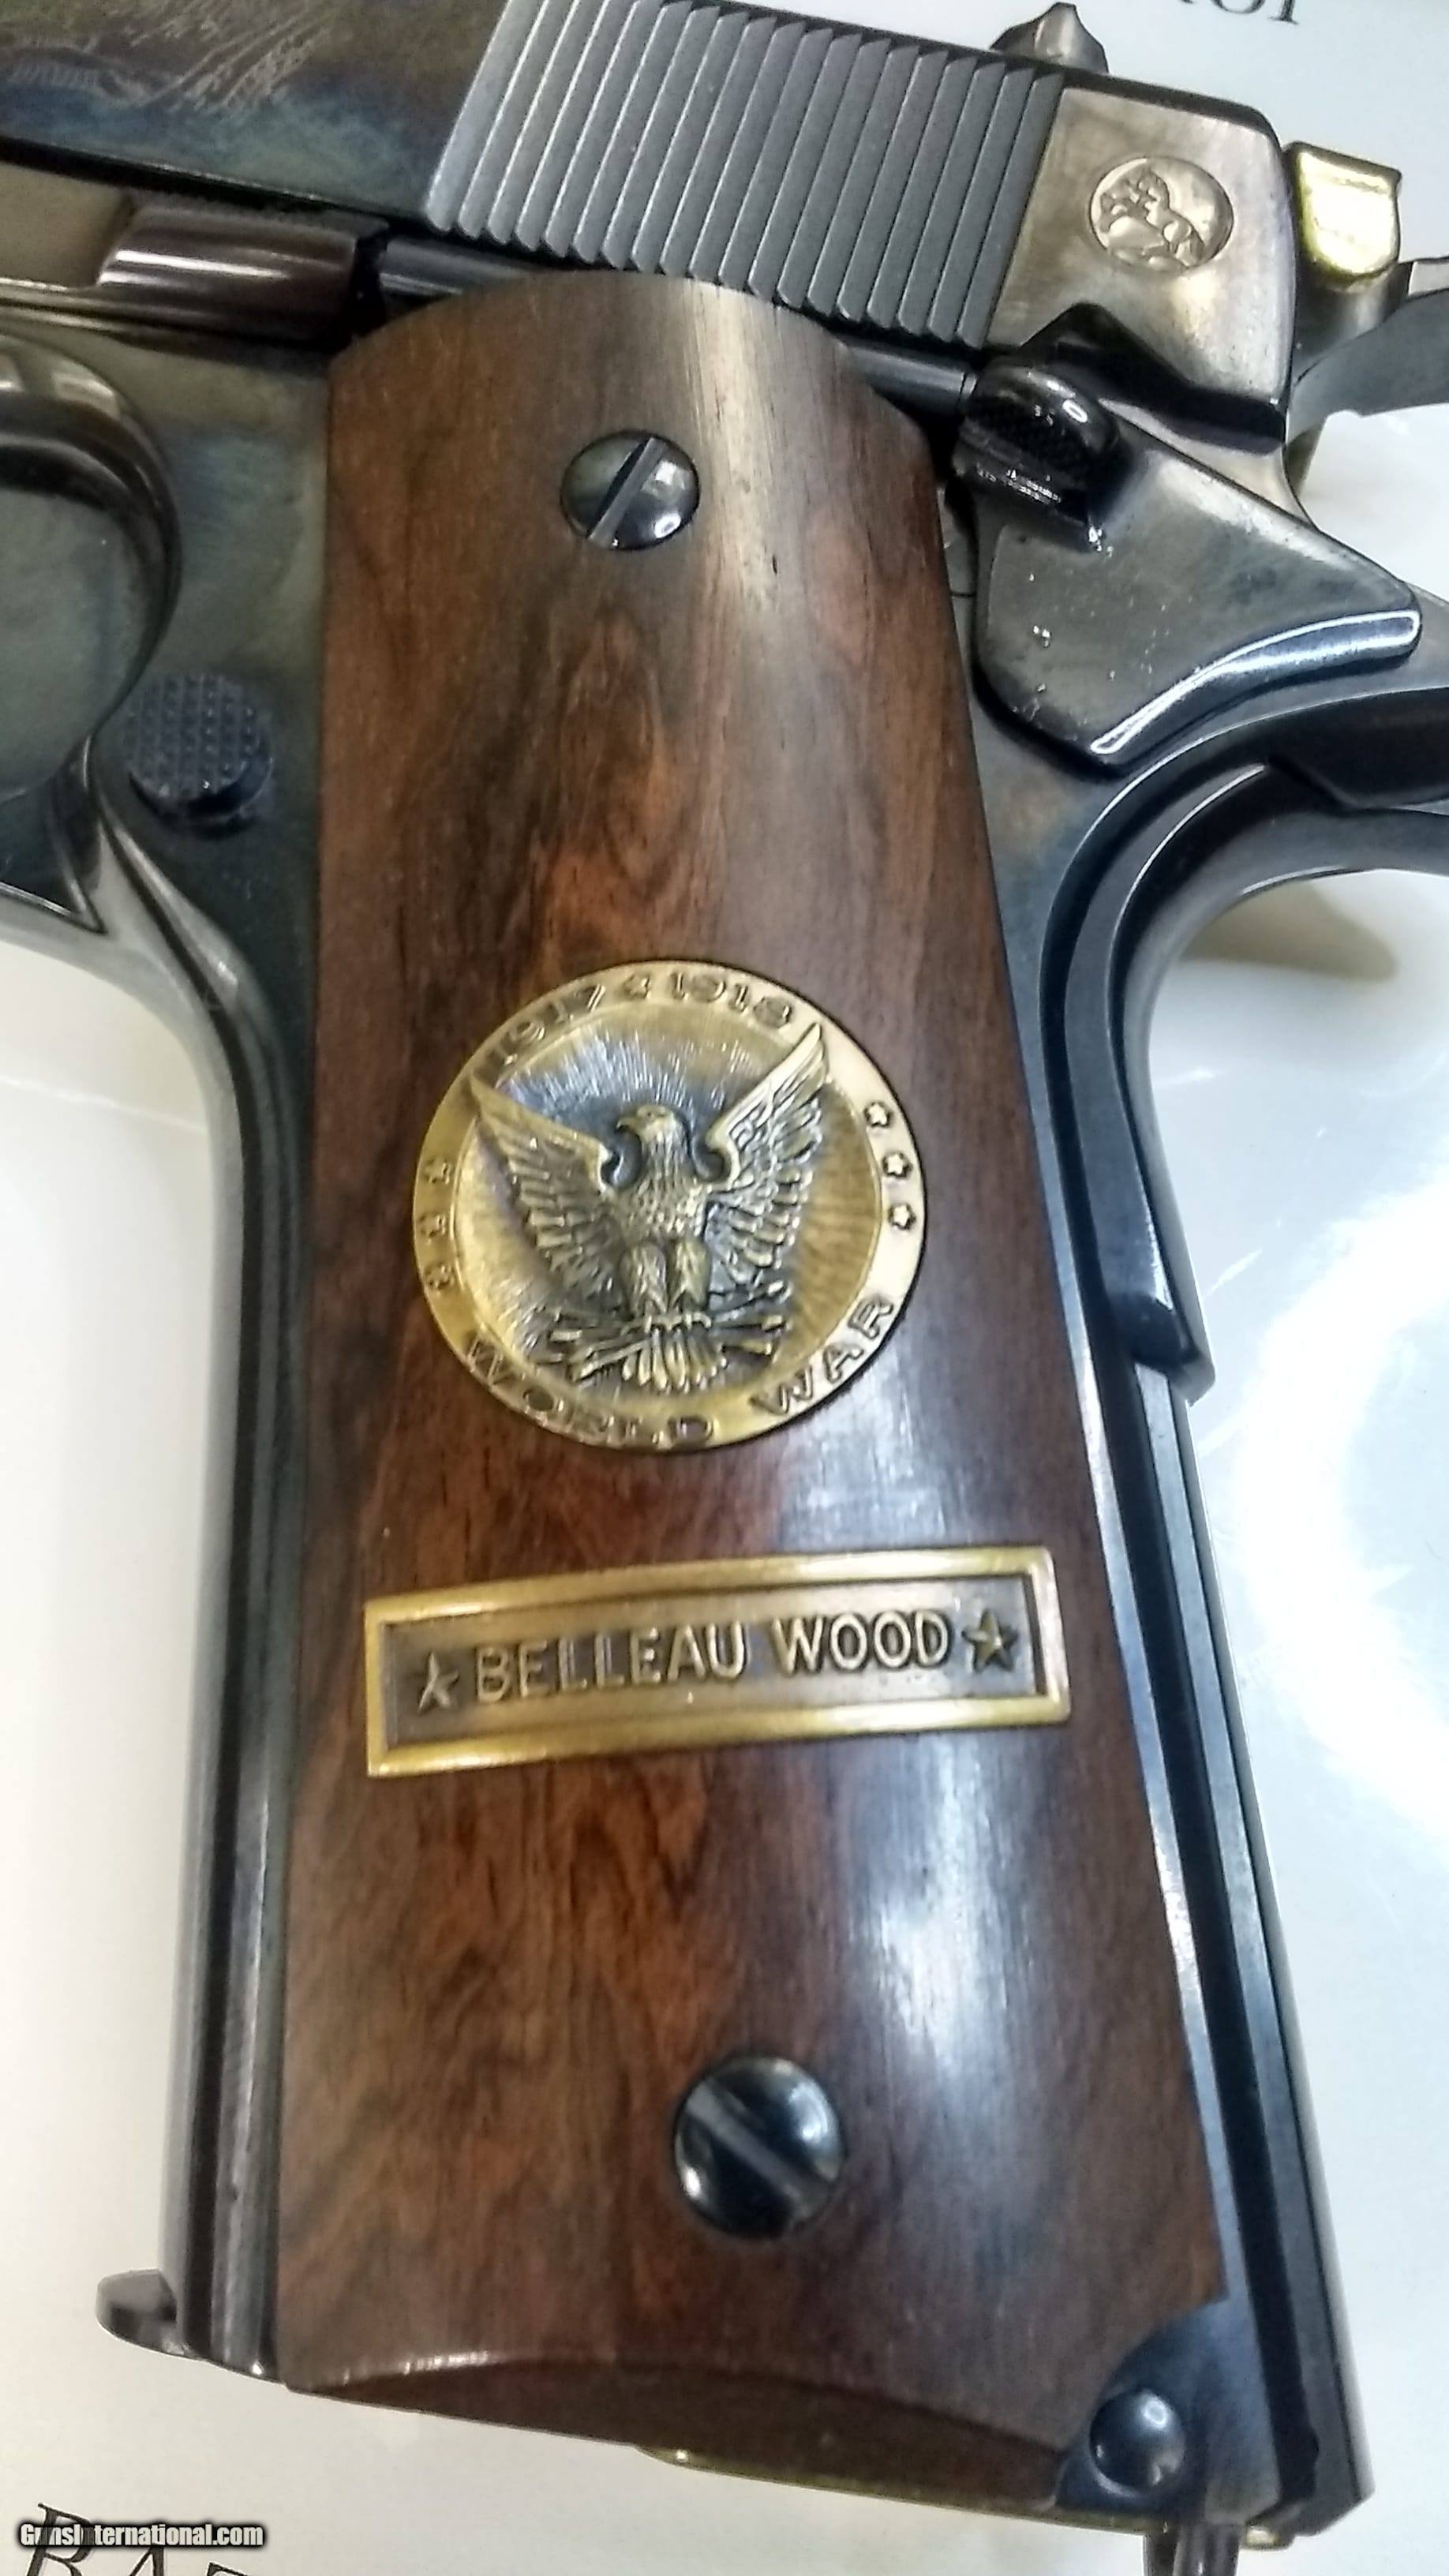 1917 1918
WORLD WAR
BELLEAU WOOD
GunsInternational.com